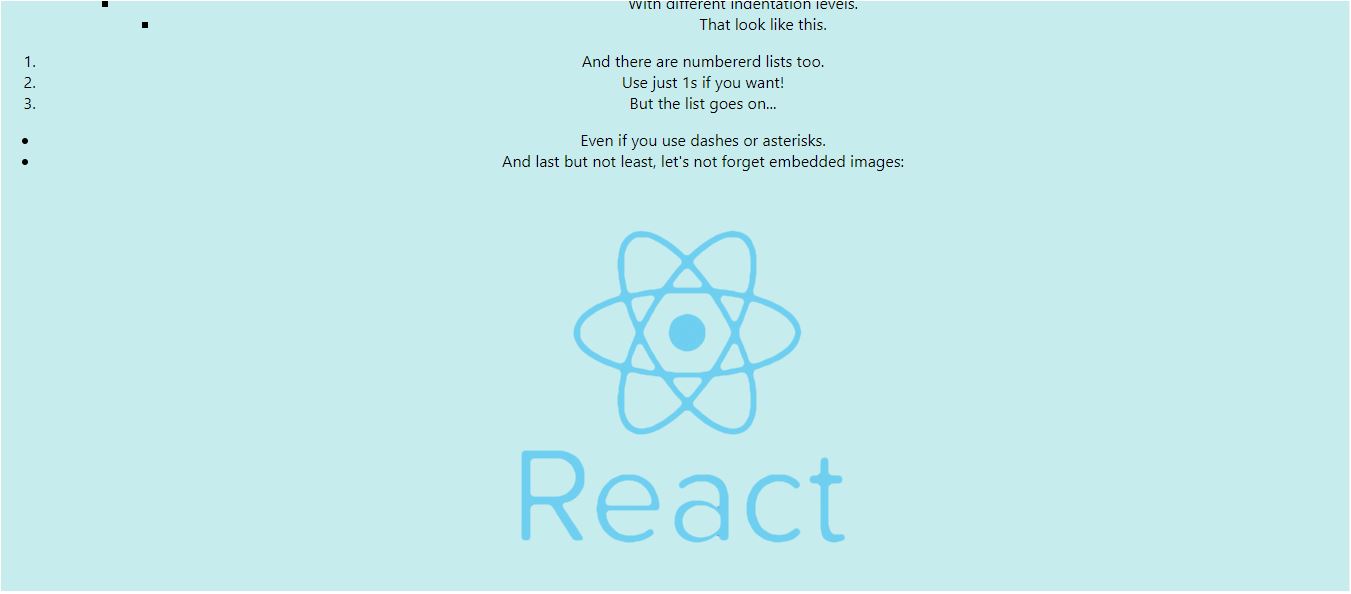 With different indentation levels.
That look like this.
1. And there are numbererd lists too.
2. Use just 1s if you want!
3. But the list goes on...
Even if you use dashes or asterisks.
And last but not least, let's not forget embedded images:
React